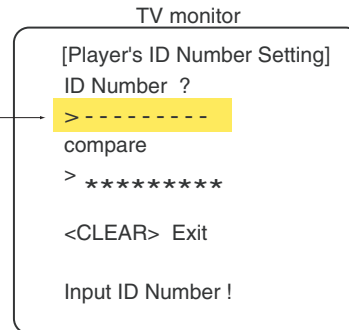 TV monitor
[Player's ID Number Setting]
ID Number ?
> - - - - - - - - -
compare
> *********
<CLEAR> Exit
Input ID Number !